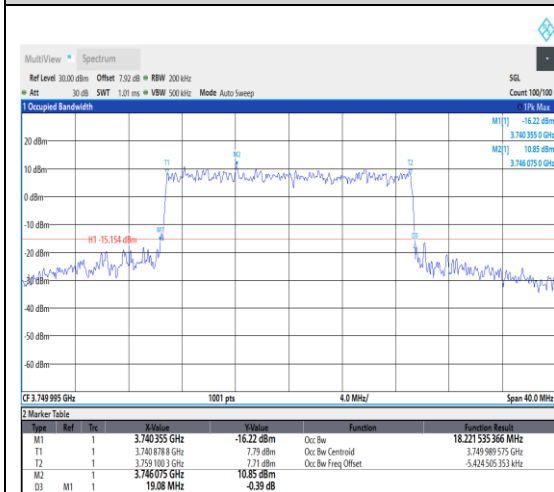 MultiView Spectrum
Ref Level 30.00 dBm Offset 7.92 dB RBW 200 kHz SGL
Att 30 dB SWT 1.01 ms VBW 500 kHz Mode Auto Sweep Count 100/100
1 Occupied Bandwidth 1Pk Max
M1[1] -16.22 dBm
3.740 355 0 GHz
M2[1] 10.85 dBm
3.746 075 0 GHz
20 dBm
T1 M2 T2
10 dBm
0 dBm
-10 dBm
M1 D3
H1 -15.154 dBm
-20 dBm
-30 dBm
-40 dBm
-50 dBm
-60 dBm
CF 3.749 995 GHz 1001 pts 4.0 MHz/ Span 40.0 MHz
2 Marker Table
Type Ref Trc X-Value Y-Value Function Function Result
M1 1 3.740 355 GHz -16.22 dBm Occ Bw 18.221 535 366 MHz
T1 1 3.740 878 8 GHz 7.79 dBm Occ Bw Centroid 3.749 989 575 GHz
T2 1 3.759 100 3 GHz 7.71 dBm Occ Bw Freq Offset -5.424 505 353 kHz
M2 1 3.746 075 GHz 10.85 dBm
D3 M1 1 19.08 MHz -0.39 dB